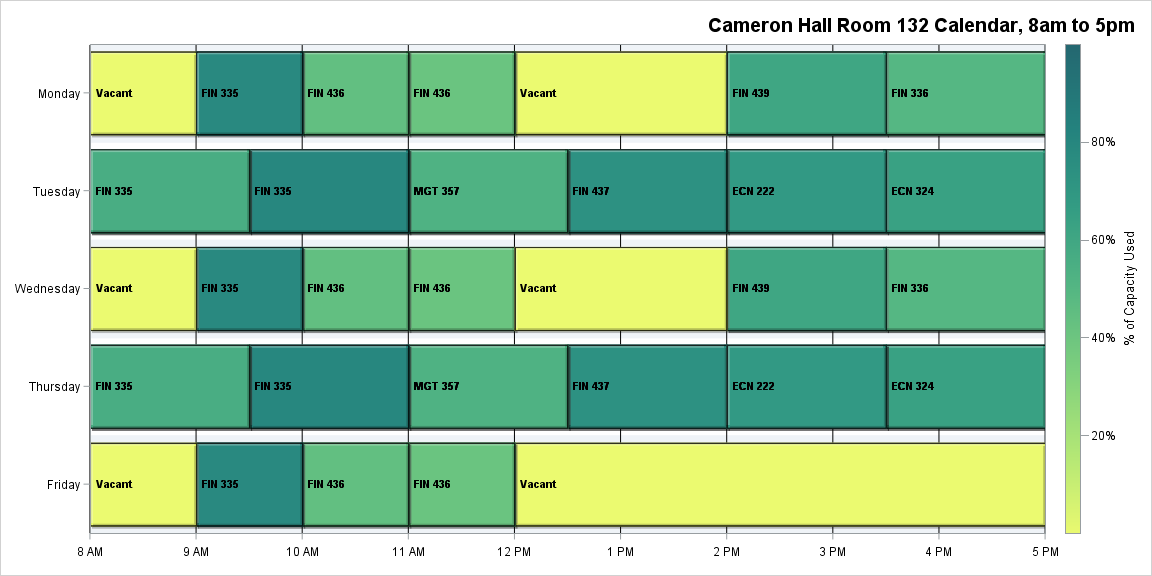 Cameron Hall Room 132 Calendar, 8am to 5pm
Monday
Vacant
FIN 335
FIN 436
FIN 436
Vacant
FIN 439
FIN 336
Tuesday
FIN 335
FIN 335
MGT 357
FIN 437
ECN 222
ECN 324
Wednesday
Vacant
FIN 335
FIN 436
FIN 436
Vacant
FIN 439
FIN 336
Thursday
FIN 335
FIN 335
MGT 357
FIN 437
ECN 222
ECN 324
Friday
Vacant
FIN 335
FIN 436
FIN 436
Vacant
8 AM
9 AM
10 AM
11 AM
12 PM
1 PM
2 PM
3 PM
4 PM
5 PM
80%
60%
40%
20%
% of Capacity Used